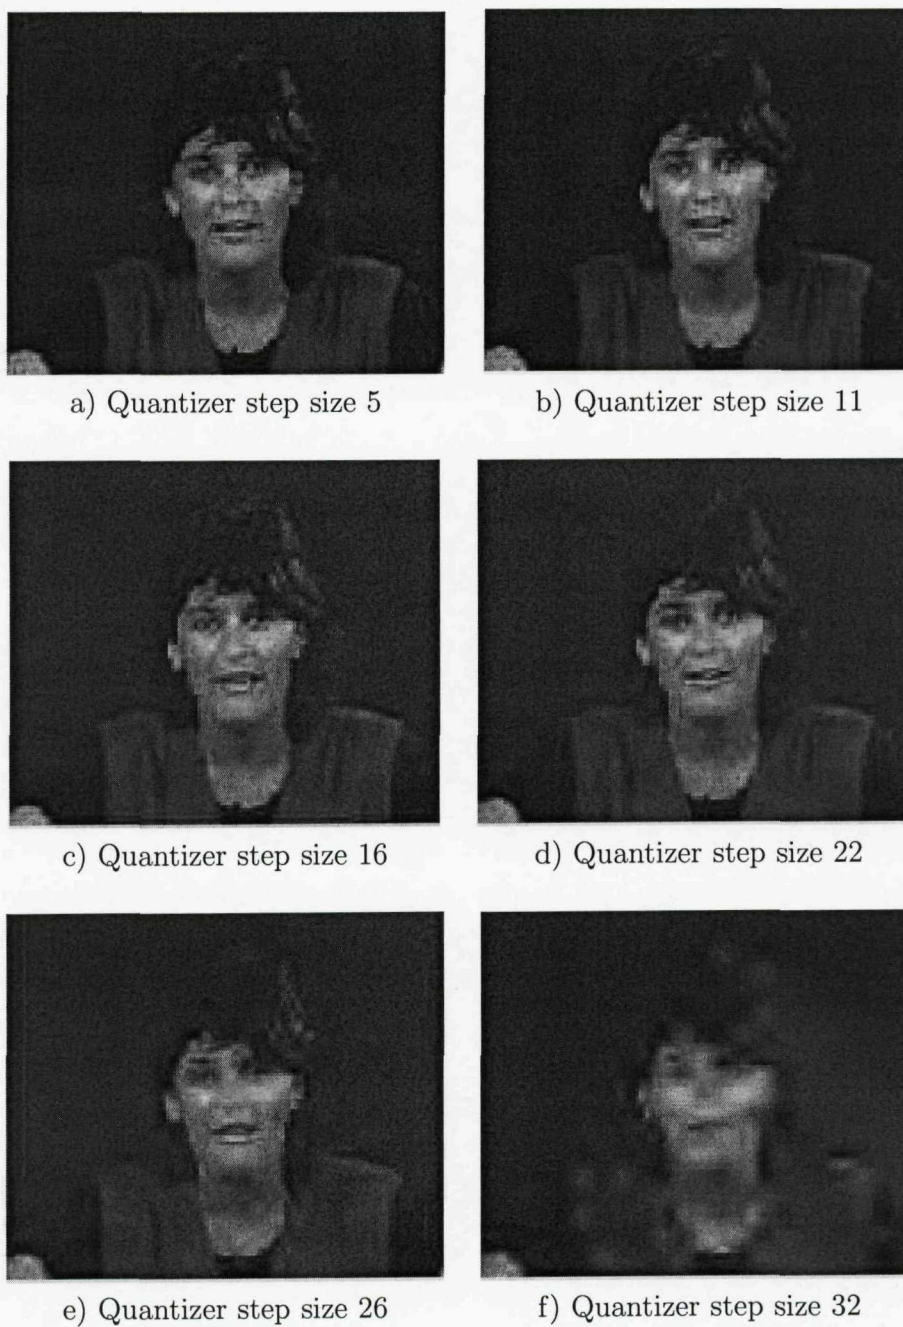 a) Quantizer step size 5
b) Quantizer step size 11
c) Quantizer step size 16
d) Quantizer step size 22
e) Quantizer step size 26
f) Quantizer step size 32